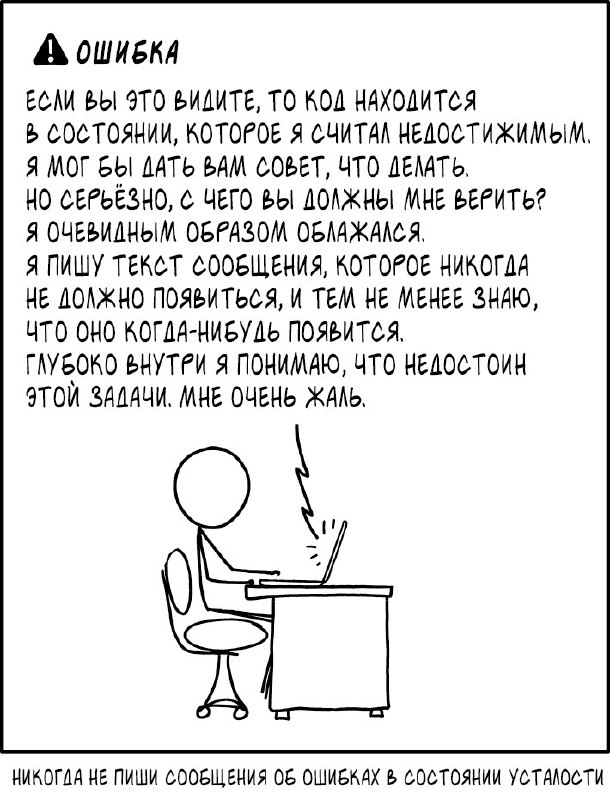 ОШИБКА
ЕСЛИ ВЫ ЭТО ВИДИТЕ, ТО КОД НАХОДИТСЯ
В СОСТОЯНИИ, КОТОРОЕ Я СЧИТАЛ НЕДОСТИЖИМЫМ.
Я МОГ БЫ ДАТЬ ВАМ СОВЕТ, ЧТО ДЕЛАТЬ.
НО СЕРЬЁЗНО, С ЧЕГО ВЫ ДОЛЖНЫ МНЕ ВЕРИТЬ?
Я ОЧЕВИДНЫМ ОБРАЗОМ ОБЛАЖАЛСЯ.
Я ПИШУ ТЕКСТ СООБЩЕНИЯ, КОТОРОЕ НИКОГДА
НЕ ДОЛЖНО ПОЯВИТЬСЯ, И ТЕМ НЕ МЕНЕЕ ЗНАЮ,
ЧТО ОНО КОГДА-НИБУДЬ ПОЯВИТСЯ.
ГЛУБОКО ВНУТРИ Я ПОНИМАЮ, ЧТО НЕДОСТОИН
ЭТОЙ ЗАДАЧИ. МНЕ ОЧЕНЬ ЖАЛЬ.
НИКОГДА НЕ ПИШИ СООБЩЕНИЯ ОБ ОШИБКАХ В СОСТОЯНИИ УСТАЛОСТИ